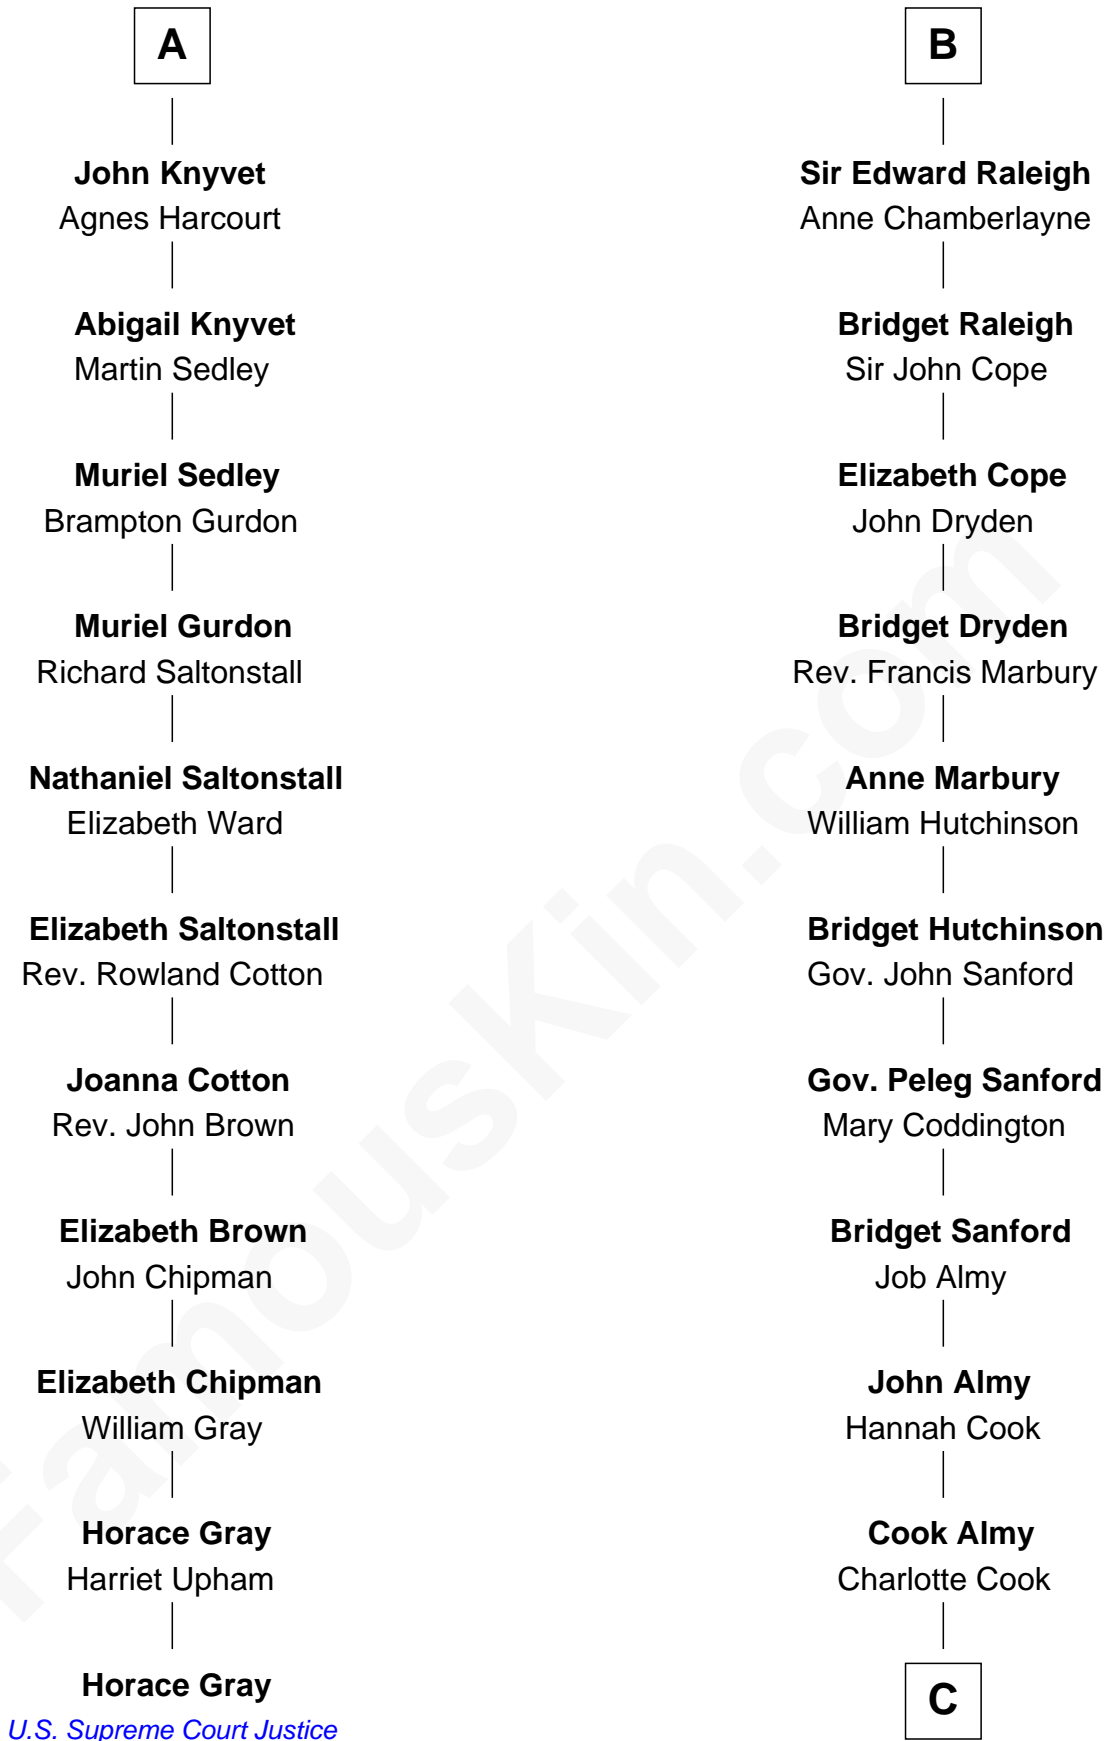 A
John Knyvet
Agnes Harcourt
Abigail Knyvet
Martin Sedley
Muriel Sedley
Brampton Gurdon
Muriel Gurdon
Richard Saltonstall
Nathaniel Saltonstall
Elizabeth Ward
Elizabeth Saltonstall
Rev. Rowland Cotton
Joanna Cotton
Rev. John Brown
Elizabeth Brown
John Chipman
Elizabeth Chipman
William Gray
Horace Gray
Harriet Upham
Horace Gray
U.S. Supreme Court Justice
B
Sir Edward Raleigh
Anne Chamberlayne
Bridget Raleigh
Sir John Cope
Elizabeth Cope
John Dryden
Bridget Dryden
Rev. Francis Marbury
Anne Marbury
William Hutchinson
Bridget Hutchinson
Gov. John Sanford
Gov. Peleg Sanford
Mary Coddington
Bridget Sanford
Job Almy
John Almy
Hannah Cook
Cook Almy
Charlotte Cook
C
FamousKin.com